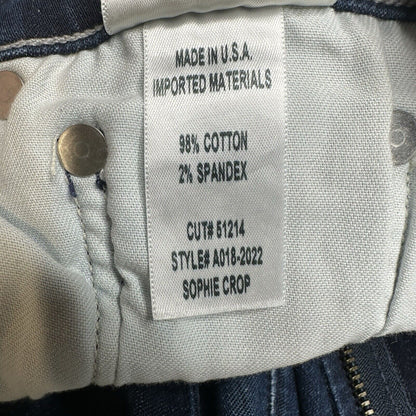 MADE IN U.S.A.
IMPORTED MATERIALS
98% COTTON
2% SPANDEX
CUT# 51214
STYLE# A018-2022
SOPHIE CROP